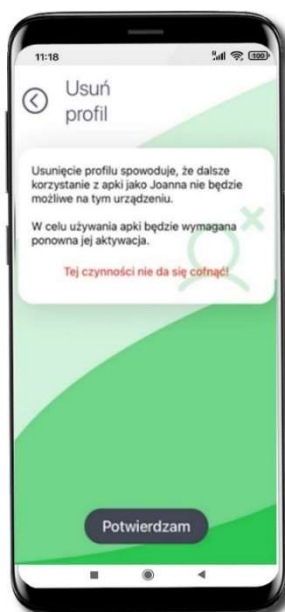 11:18
100
Usuń
profil
Usunięcie profilu spowoduje, że dalsze
korzystanie z apki jako Joanna nie będzie
możliwe na tym urządzeniu.
W celu używania apki będzie wymagana
ponowna jej aktywacja.
Tej czynności nie da się cofnąć!
Potwierdzam